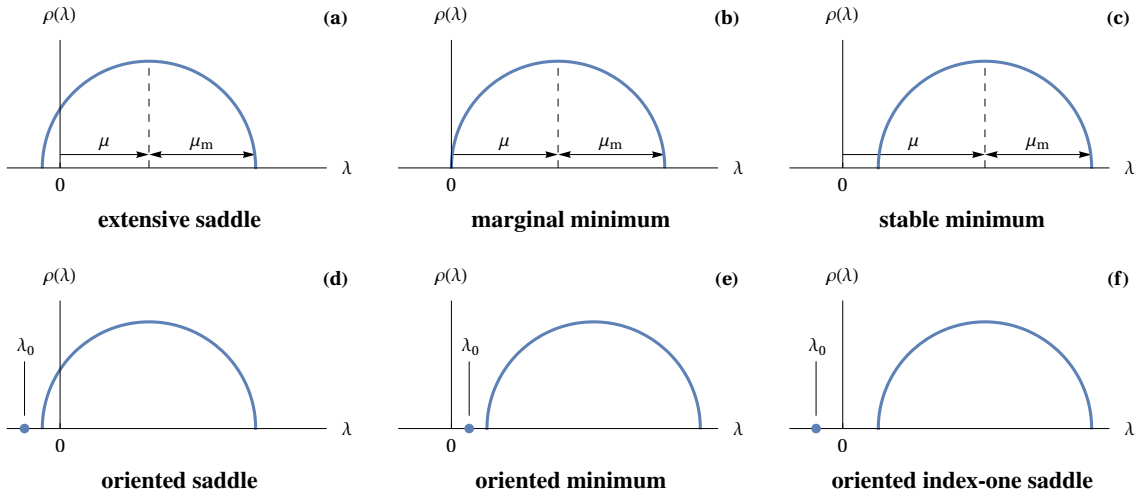 ρ(λ) (a) ρ(λ) (b) ρ(λ) (c)
μ μm μ μm μ μm
0 λ 0 λ 0 λ
extensive saddle marginal minimum stable minimum
ρ(λ) (d) ρ(λ) (e) ρ(λ) (f)
λ0 λ0 λ0
0 λ 0 λ 0 λ
oriented saddle oriented minimum oriented index-one saddle